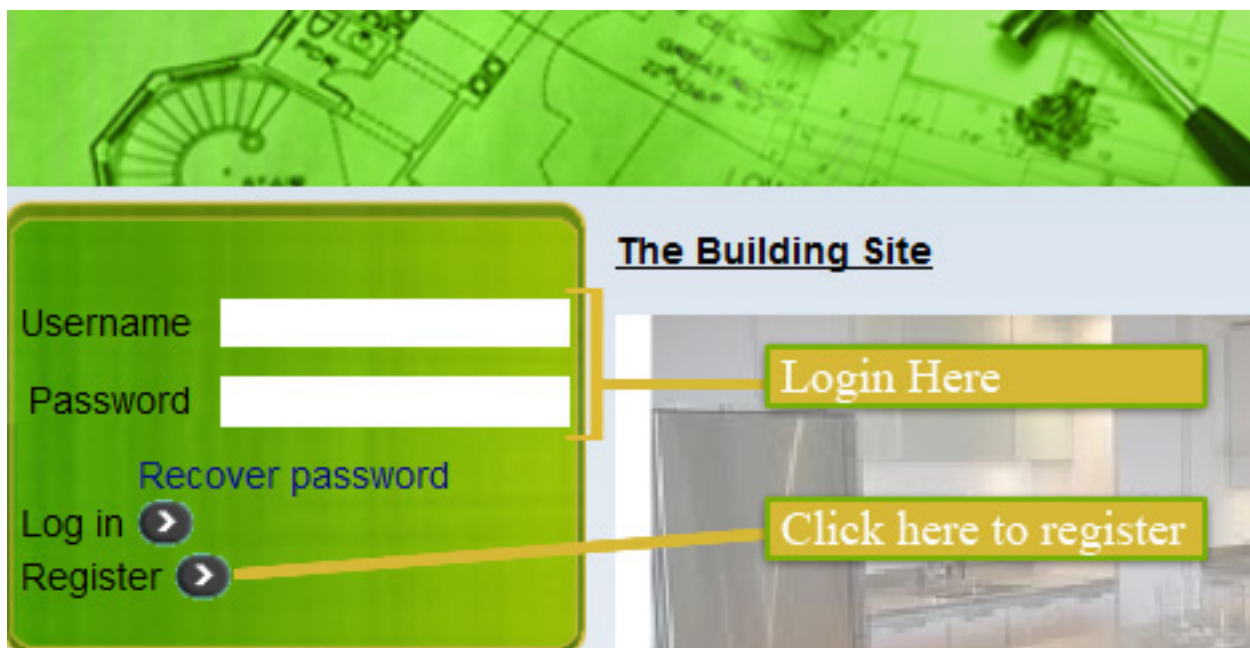 The Building Site
Username
Password
Login Here
Recover password
Log in
Click here to register
Register